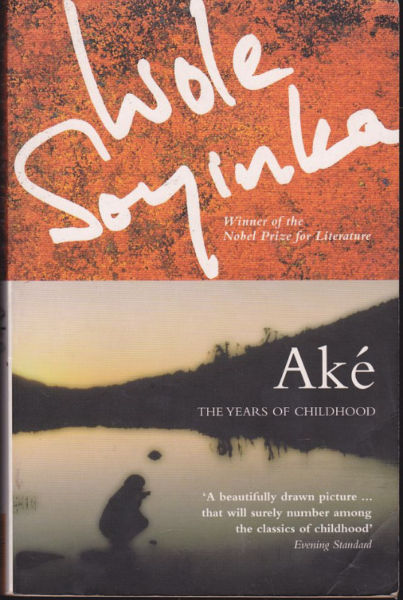 Wole
Soyinka
Winner of the
Nobel Prize for Literature
Aké
THE YEARS OF CHILDHOOD
‘A beautifully drawn picture ...
that will surely number among
the classics of childhood’
Evening Standard